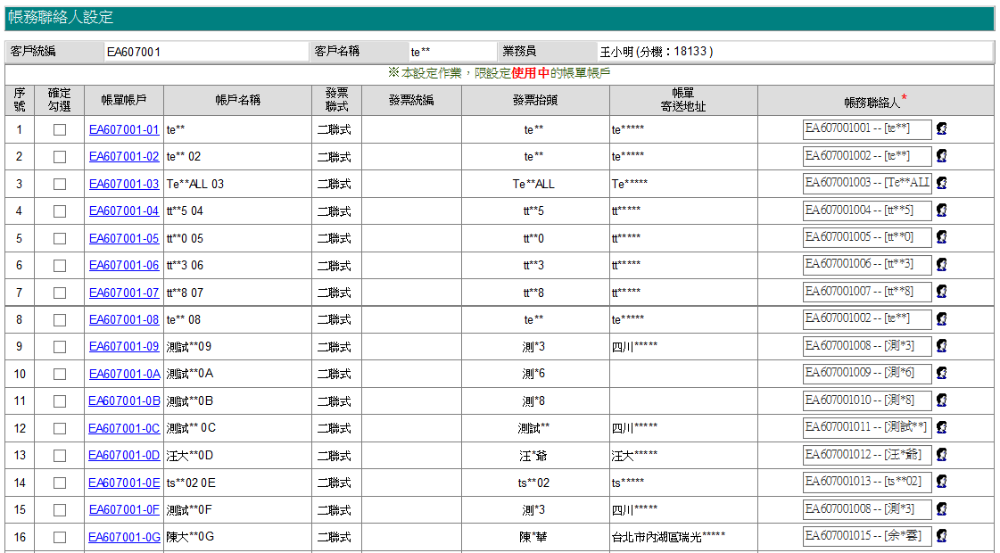 帳務聯絡人設定
客戶統編 EA607001 客戶名稱 te** 業務員 王小明 (分機：18133 )
※本設定作業，限設定使用中的帳單帳戶
序號 確定勾選 帳單帳戶 帳戶名稱 發票聯式 發票統編 發票抬頭 帳單寄送地址 帳務聯絡人*
1 EA607001-01 te** 二聯式 te** te***** EA607001001 -- [te**]
2 EA607001-02 te** 02 二聯式 te** te***** EA607001002 -- [te**]
3 EA607001-03 Te**ALL 03 二聯式 Te**ALL Te***** EA607001003 -- [Te**ALL
4 EA607001-04 tt**5 04 二聯式 tt**5 tt***** EA607001004 -- [tt**5]
5 EA607001-05 tt**0 05 二聯式 tt**0 tt***** EA607001005 -- [tt**0]
6 EA607001-06 tt**3 06 二聯式 tt**3 tt***** EA607001006 -- [tt**3]
7 EA607001-07 tt**8 07 二聯式 tt**8 tt***** EA607001007 -- [tt**8]
8 EA607001-08 te** 08 二聯式 te** te***** EA607001002 -- [te**]
9 EA607001-09 測試**09 二聯式 測*3 四川***** EA607001008 -- [測*3]
10 EA607001-0A 測試**0A 二聯式 測*6 EA607001009 -- [測*6]
11 EA607001-0B 測試**0B 二聯式 測*8 EA607001010 -- [測*8]
12 EA607001-0C 測試** 0C 二聯式 測試** 四川***** EA607001011 -- [測試**]
13 EA607001-0D 汪大**0D 二聯式 汪*爺 汪大***** EA607001012 -- [汪*爺]
14 EA607001-0E ts**02 0E 二聯式 ts**02 ts***** EA607001013 -- [ts**02]
15 EA607001-0F 測試**0F 二聯式 測*3 四川***** EA607001008 -- [測*3]
16 EA607001-0G 陳大**0G 二聯式 陳*華 台北市內湖區瑞光***** EA607001015 -- [余*雲]